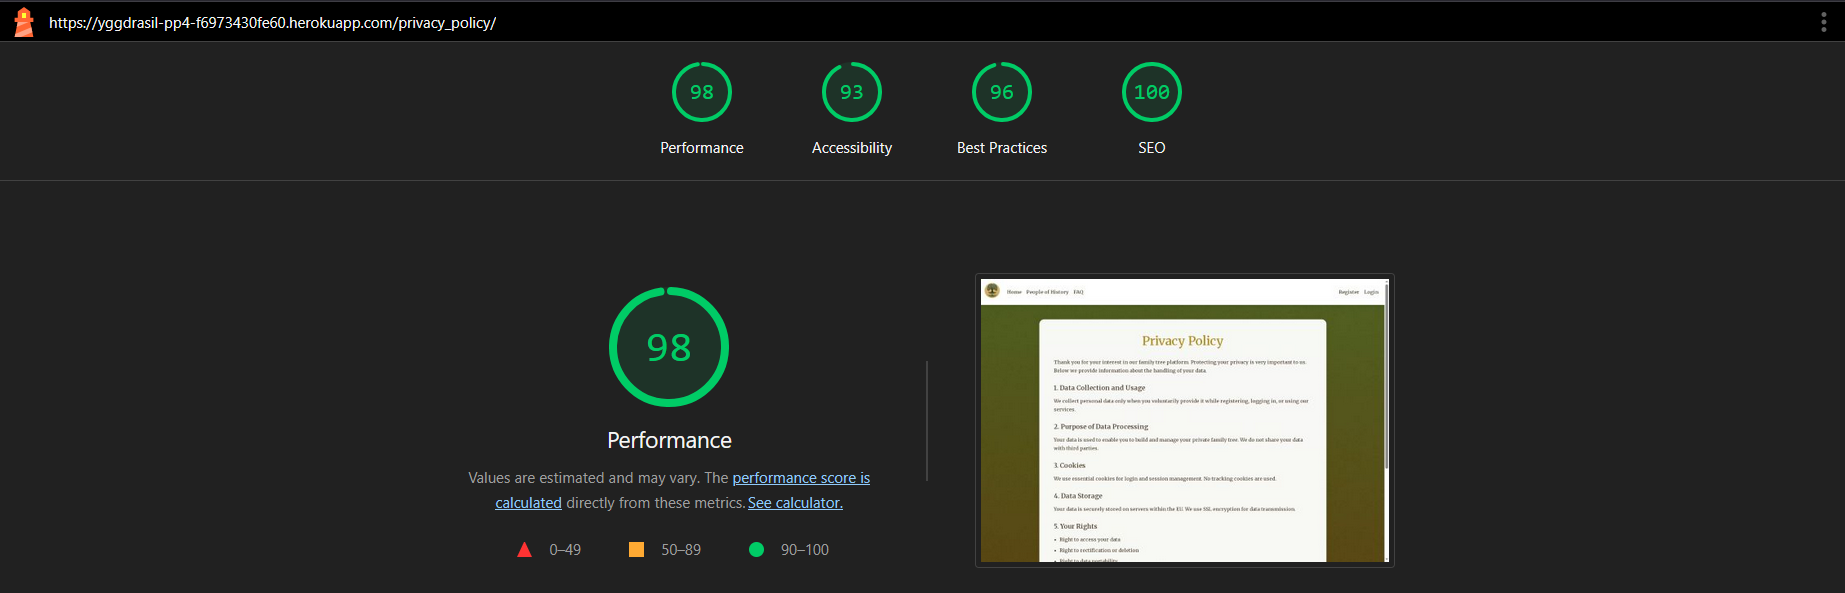 https://yggdrasil-pp4-f6973430fe60.herokuapp.com/privacy_policy/
98 93 96 100
Performance Accessibility Best Practices SEO
98
Performance
Values are estimated and may vary. The performance score is
calculated directly from these metrics. See calculator.
0–49 50–89 90–100
Home People of History FAQ Register Login
Privacy Policy
Thank you for your interest in our family tree platform. Protecting your privacy is very important to us.
Below we provide information about the handling of your data.
1. Data Collection and Usage
We collect personal data only when you voluntarily provide it while registering, logging in, or using our
services.
2. Purpose of Data Processing
Your data is used to enable you to build and manage your private family tree. We do not share your data
with third parties.
3. Cookies
We use essential cookies for login and session management. No tracking cookies are used.
4. Data Storage
Your data is securely stored on servers within the EU. We use SSL encryption for data transmission.
5. Your Rights
• Right to access your data
• Right to rectification or deletion
• Right to data portability